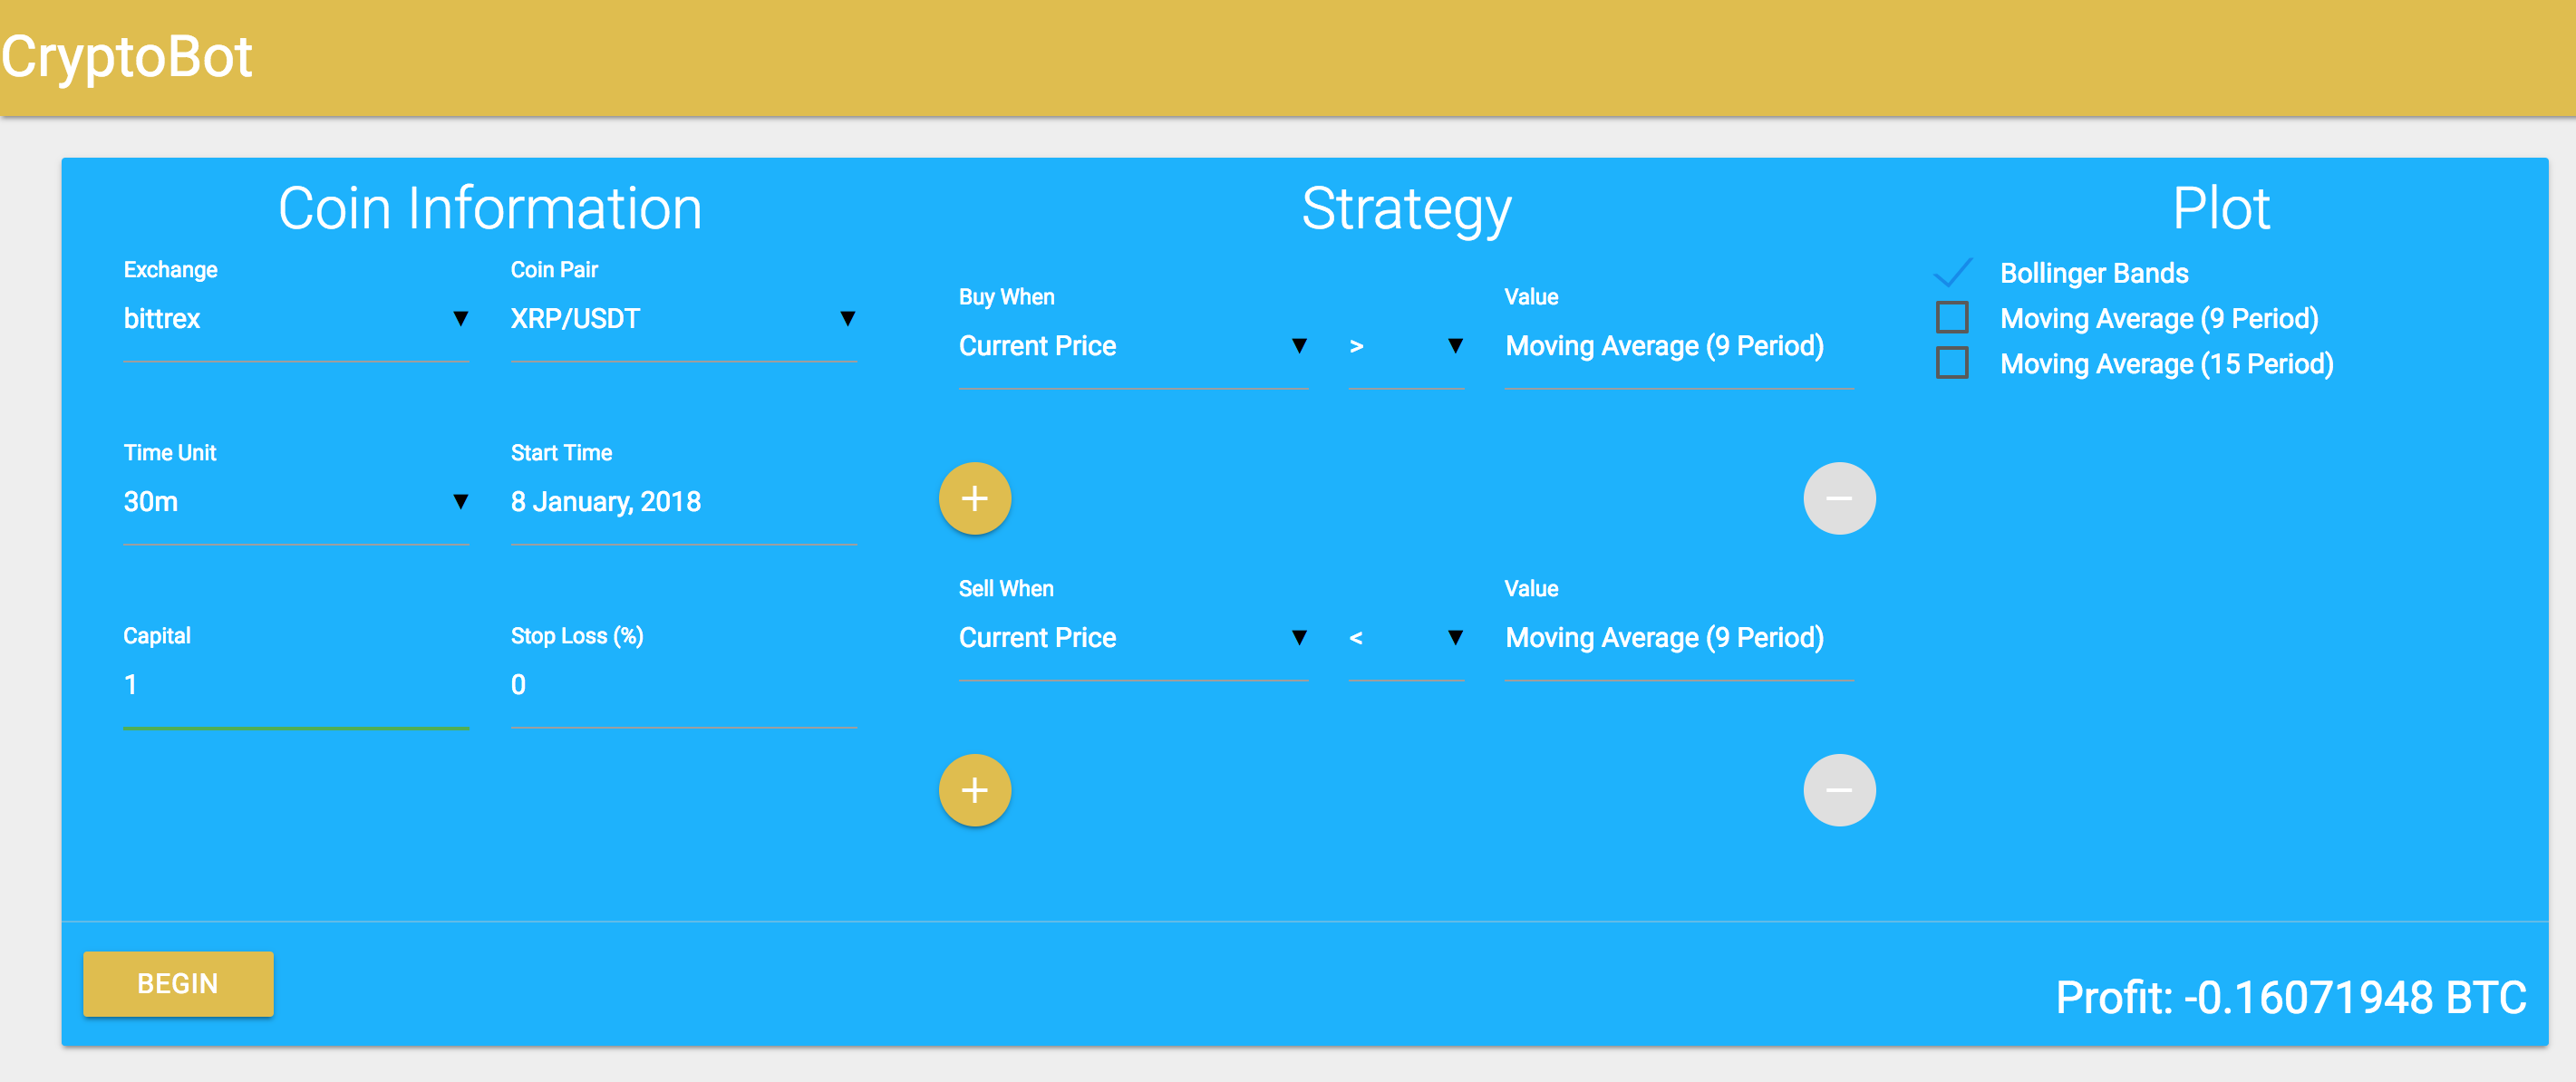 CryptoBot
Coin Information
Exchange
Coin Pair
bittrex
XRP/USDT
Time Unit
Start Time
30m
8 January, 2018
Capital
Stop Loss (%)
1
0
Strategy
Buy When
Value
Current Price
>
Moving Average (9 Period)
Sell When
Value
Current Price
<
Moving Average (9 Period)
Plot
Bollinger Bands
Moving Average (9 Period)
Moving Average (15 Period)
BEGIN
Profit: -0.16071948 BTC